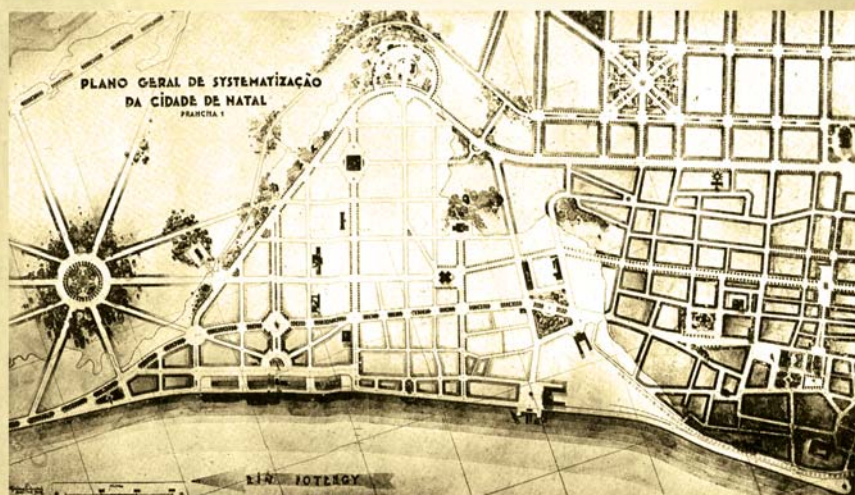 PLANO GERAL DE SYSTEMATIZAÇÃO
DA CIDADE DE NATAL
PRANCHA 1
RIO POTENGY